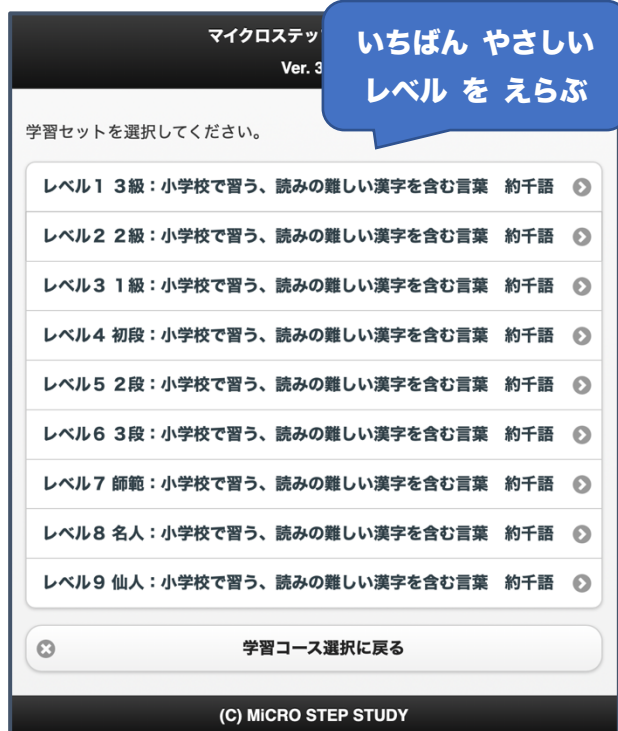 マイクロステッ
Ver. 3
いちばん やさしい
レベル を えらぶ
学習セットを選択してください。
レベル1 3級：小学校で習う、読みの難しい漢字を含む言葉　約千語
レベル2 2級：小学校で習う、読みの難しい漢字を含む言葉　約千語
レベル3 1級：小学校で習う、読みの難しい漢字を含む言葉　約千語
レベル4 初段：小学校で習う、読みの難しい漢字を含む言葉　約千語
レベル5 2段：小学校で習う、読みの難しい漢字を含む言葉　約千語
レベル6 3段：小学校で習う、読みの難しい漢字を含む言葉　約千語
レベル7 師範：小学校で習う、読みの難しい漢字を含む言葉　約千語
レベル8 名人：小学校で習う、読みの難しい漢字を含む言葉　約千語
レベル9 仙人：小学校で習う、読みの難しい漢字を含む言葉　約千語
学習コース選択に戻る
(C) MiCRO STEP STUDY